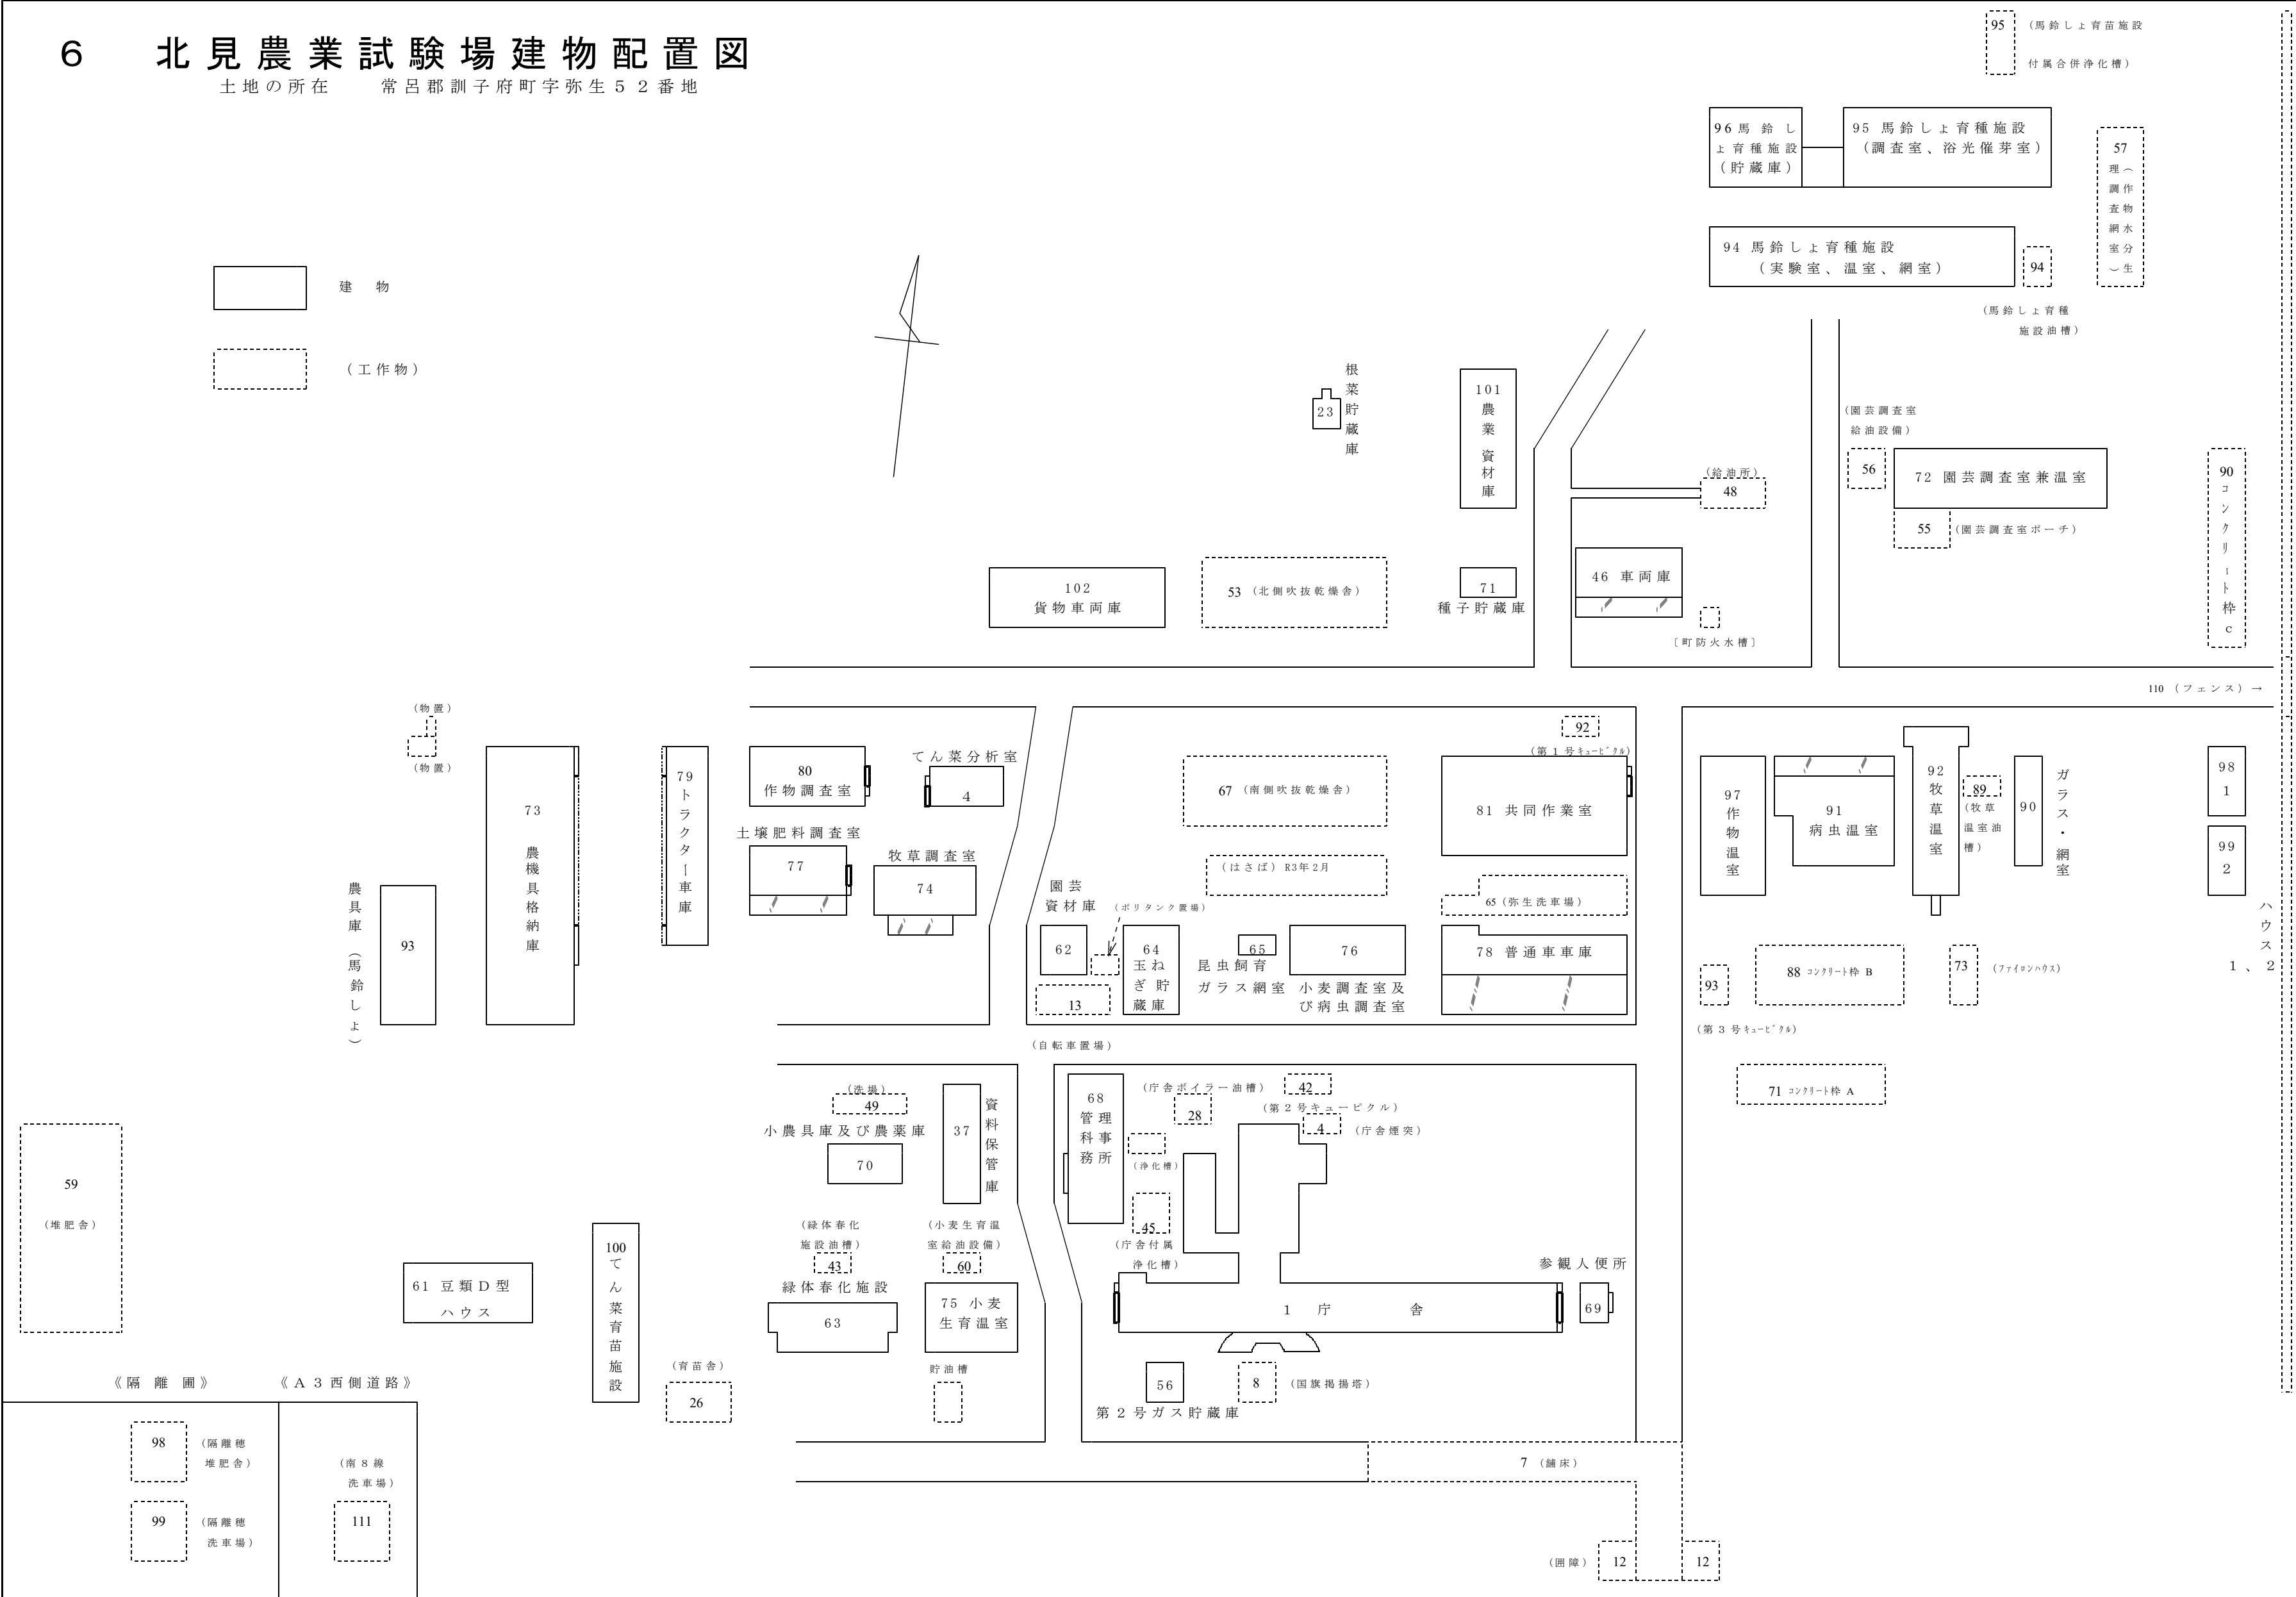 ６　北見農業試験場建物配置図
土地の所在　常呂郡訓子府町字弥生５２番地
建　物
（工作物）
95
（馬鈴しょ育苗施設
付属合併浄化槽）
96馬鈴し
ょ育種施設
（貯蔵庫）
95 馬鈴しょ育種施設
（調査室、浴光催芽室）
57
（作物水分生
理調査網室）
94 馬鈴しょ育種施設
（実験室、温室、網室）
94
（馬鈴しょ育種
施設油槽）
23
根菜貯蔵庫
101
農業資材庫
（給油所）
48
（園芸調査室
給油設備）
56
72 園芸調査室兼温室
55
（園芸調査室ポーチ）
90
コンクリート枠c
102
貨物車両庫
53（北側吹抜乾燥舎）
71
種子貯蔵庫
46 車両庫
［町防火水槽］
110（フェンス）→
（物置）
（物置）
73
農機具格納庫
79
トラクター車庫
80
作物調査室
てん菜分析室
4
土壌肥料調査室
77
牧草調査室
74
農具庫（馬鈴しょ）
93
92
（第１号ｷｭｰﾋﾞｸﾙ）
67（南側吹抜乾燥舎）
81 共同作業室
（はさば）R3年2月
65（弥生洗車場）
園芸
資材庫
（ポリタンク置場）
62
64
玉ね
ぎ貯
蔵庫
13
（自転車置場）
65
昆虫飼育
ガラス網室
76
小麦調査室及
び病虫調査室
78 普通車車庫
97
作物温室
91
病虫温室
92
牧草温室
89
（牧草
温室油
槽）
90
ガラス・網室
98
1
99
2
ハウス1、2
93
（第３号ｷｭｰﾋﾞｸﾙ）
88 ｺﾝｸﾘｰﾄ枠 B
73
（ﾌｧｲﾛﾝﾊｳｽ）
71 ｺﾝｸﾘｰﾄ枠 A
（洗場）
49
小農具庫及び農薬庫
70
37
資料保管庫
68
管理
科事
務所
（庁舎ボイラー油槽）
42
28
（第２号キュービクル）
4
（庁舎煙突）
（浄化槽）
45
（庁舎付属
浄化槽）
59
（堆肥舎）
61 豆類Ｄ型
ハウス
100
てん菜育苗施設
（緑体春化
施設油槽）
43
緑体春化施設
63
（小麦生育温
室給油設備）
60
75 小麦
生育温室
貯油槽
（育苗舎）
26
1　庁　舎
参観人便所
69
56
第２号ガス貯蔵庫
8
（国旗掲揚塔）
《隔離圃》
《Ａ３西側道路》
98
（隔離穂
堆肥舎）
99
（隔離穂
洗車場）
（南８線
洗車場）
111
7（舗床）
（囲障）
12
12